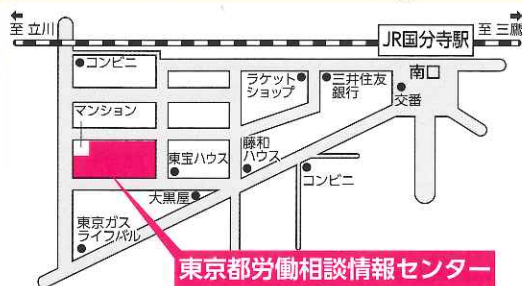 至 立川
至 三鷹
JR国分寺駅
南口
コンビニ
ラケット
ショップ
三井住友
銀行
交番
マンション
東宝ハウス
藤和
ハウス
コンビニ
大黒屋
東京ガス
ライフバル
東京都労働相談情報センター